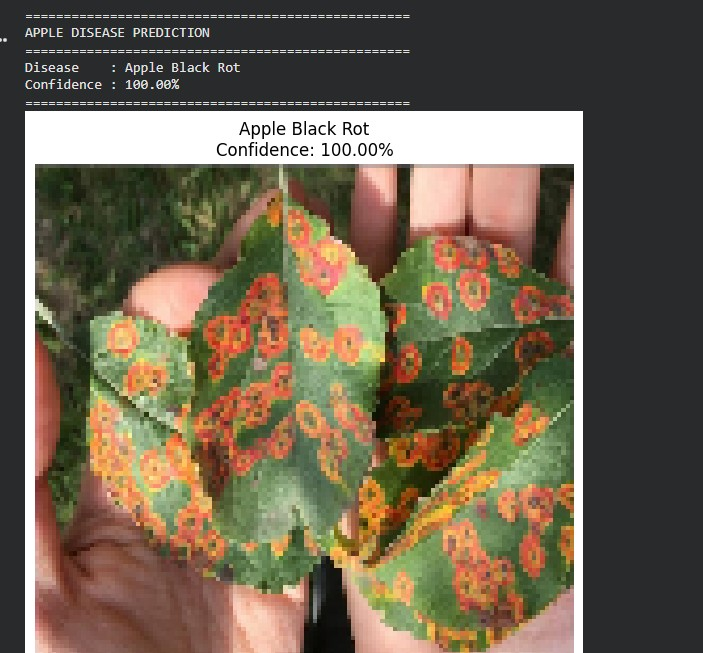 ==================================================
APPLE DISEASE PREDICTION
==================================================
Disease    : Apple Black Rot
Confidence : 100.00%
==================================================
Apple Black Rot
Confidence: 100.00%